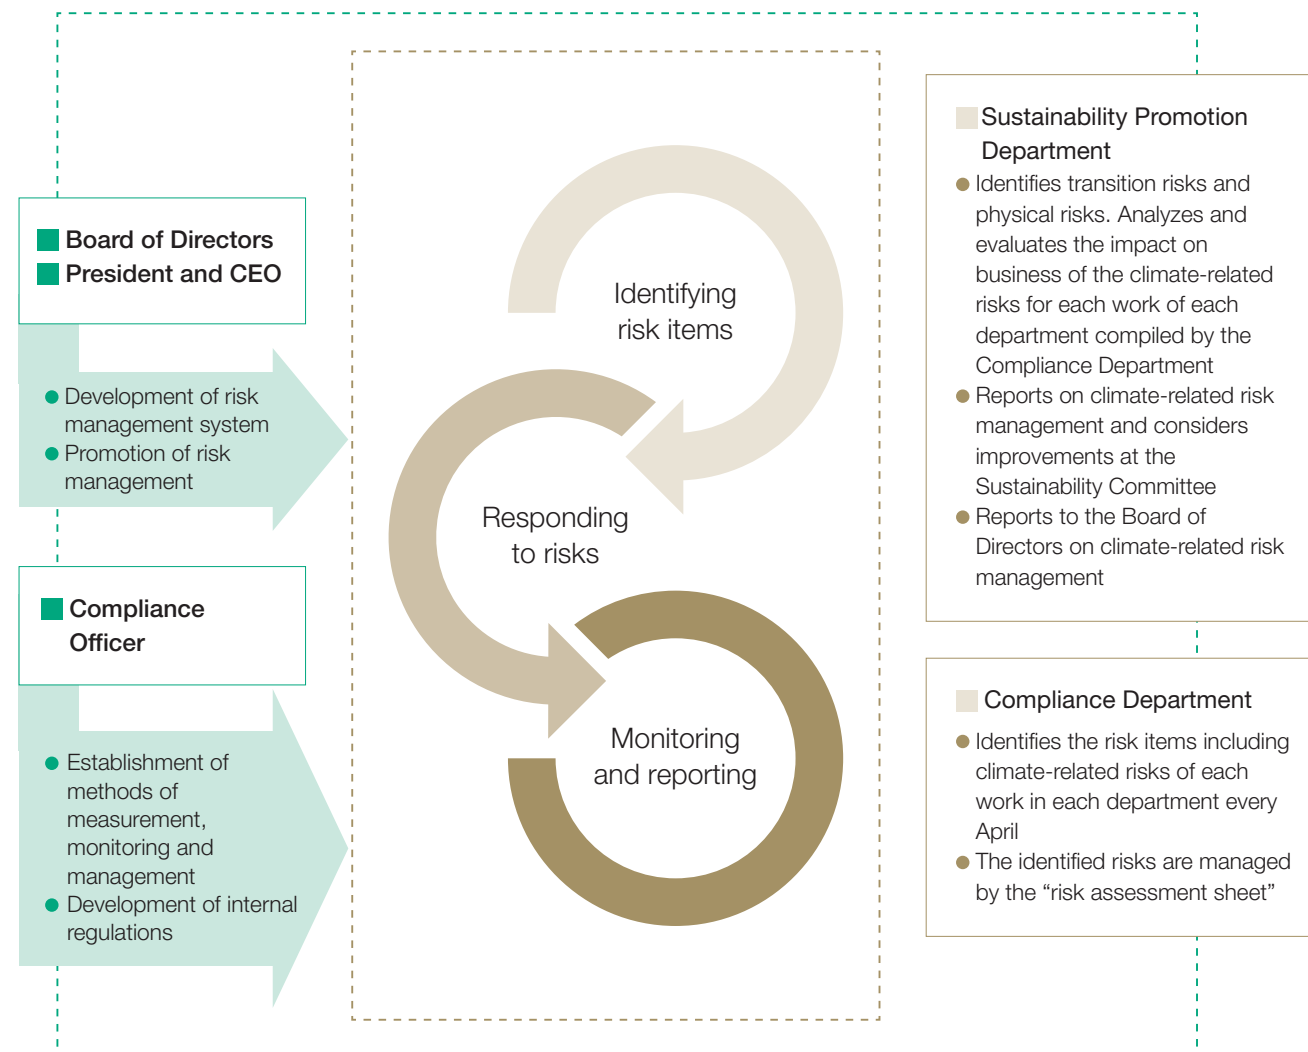 Board of Directors
President and CEO
Development of risk
management system
Promotion of risk
management
Compliance
Officer
Establishment of
methods of
measurement,
monitoring and
management
Development of internal
regulations
Identifying
risk items
Responding
to risks
Monitoring
and reporting
Sustainability Promotion
Department
Identifies transition risks and
physical risks. Analyzes and
evaluates the impact on
business of the climate-related
risks for each work of each
department compiled by the
Compliance Department
Reports on climate-related risk
management and considers
improvements at the
Sustainability Committee
Reports to the Board of
Directors on climate-related risk
management
Compliance Department
Identifies the risk items including
climate-related risks of each
work in each department every
April
The identified risks are managed
by the “risk assessment sheet”